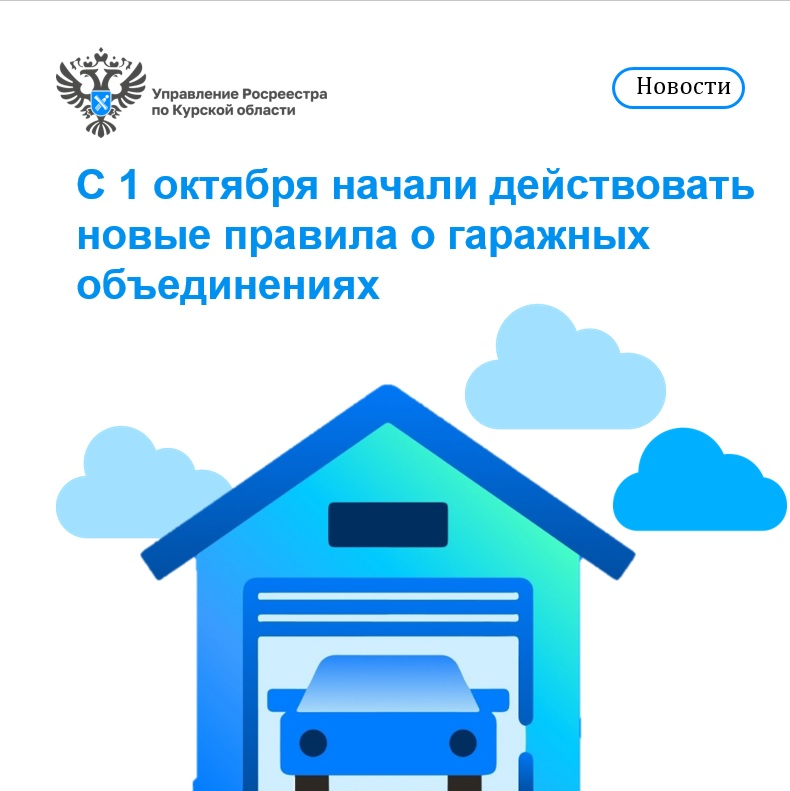 Управление Росреестра
по Курской области
Новости
С 1 октября начали действовать
новые правила о гаражных
объединениях